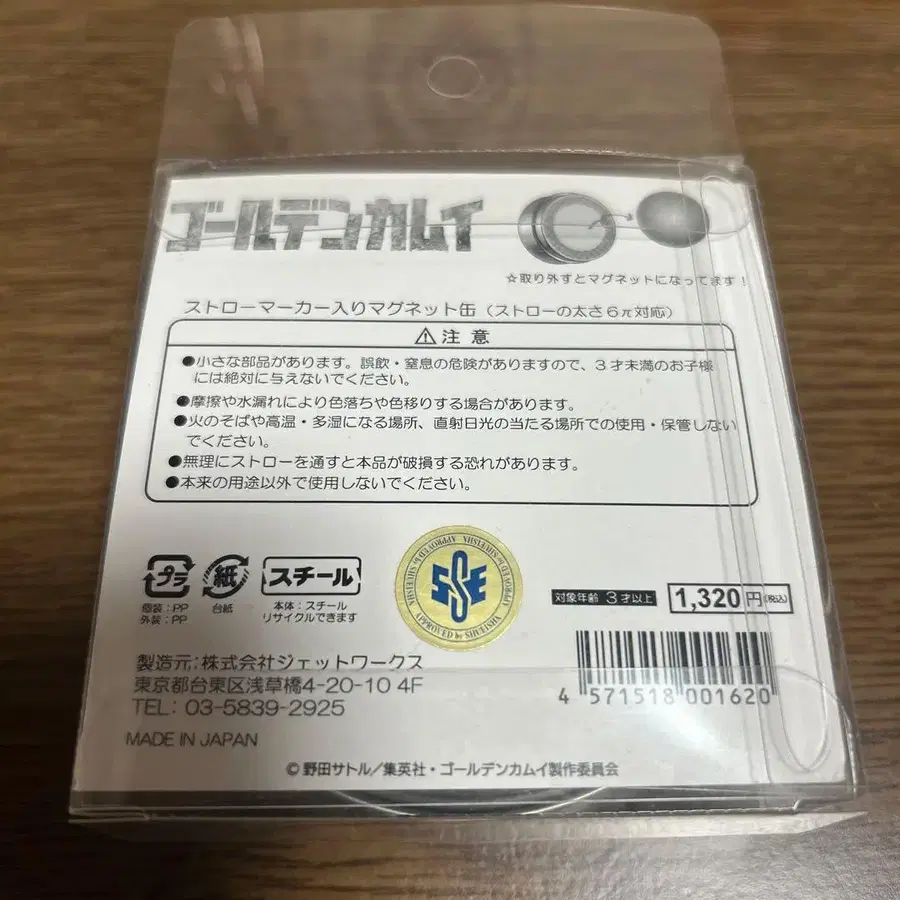 ゴールデンカムイ
☆取り外すとマグネットになってます！
ストローマーカー入りマグネット缶（ストローの太さ6π対応）
⚠注意
●小さな部品があります。誤飲・窒息の危険がありますので、3才未満のお子様
には絶対に与えないでください。
●摩擦や水漏れにより色落ちや色移りする場合があります。
●火のそばや高温・多湿になる場所、直射日光の当たる場所での使用・保管しない
でください。
●無理にストローを通すと本品が破損する恐れがあります。
●本来の用途以外で使用しないでください。
プラ 紙 スチール
個装：PP 台紙 本体：スチール
外装：PP リサイクルできます
APPROVED by SHUEISHA APPROVED by SHUEISHA APPROVED by SHUEISHA
SSE
対象年齢 3才以上 1,320円(税込)
4 571518 001620
製造元：株式会社ジェットワークス
東京都台東区浅草橋4-20-10 4F
TEL: 03-5839-2925
MADE IN JAPAN
©野田サトル／集英社・ゴールデンカムイ製作委員会